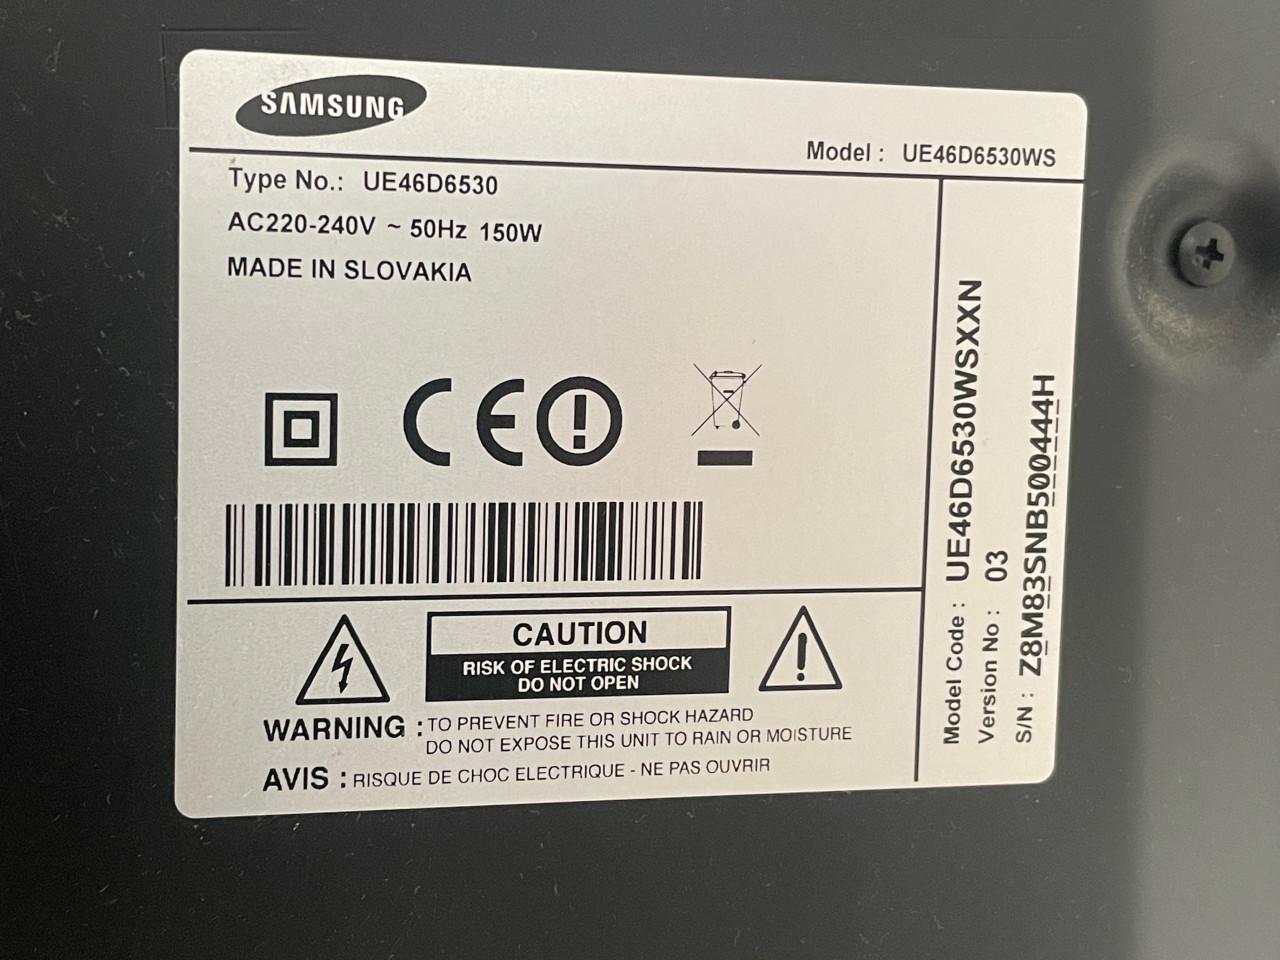 SAMSUNG
Model : UE46D6530WS
Type No.: UE46D6530
AC220-240V ~ 50Hz 150W
MADE IN SLOVAKIA
CE
CAUTION
RISK OF ELECTRIC SHOCK
DO NOT OPEN
WARNING : TO PREVENT FIRE OR SHOCK HAZARD
DO NOT EXPOSE THIS UNIT TO RAIN OR MOISTURE
AVIS : RISQUE DE CHOC ELECTRIQUE - NE PAS OUVRIR
Model Code : UE46D6530WSXXN
Version No : 03
S/N : Z8M83SNB500444H